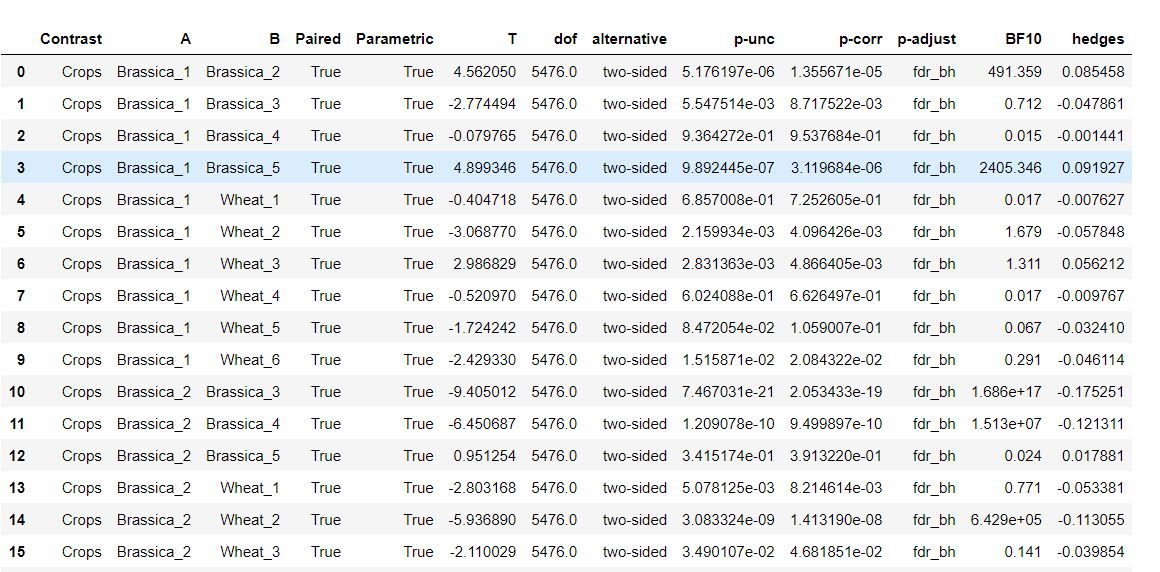 Contrast A B Paired Parametric T dof alternative p-unc p-corr p-adjust BF10 hedges
0 Crops Brassica_1 Brassica_2 True True 4.562050 5476.0 two-sided 5.176197e-06 1.355671e-05 fdr_bh 491.359 0.085458
1 Crops Brassica_1 Brassica_3 True True -2.774494 5476.0 two-sided 5.547514e-03 8.717522e-03 fdr_bh 0.712 -0.047861
2 Crops Brassica_1 Brassica_4 True True -0.079765 5476.0 two-sided 9.364272e-01 9.537684e-01 fdr_bh 0.015 -0.001441
3 Crops Brassica_1 Brassica_5 True True 4.899346 5476.0 two-sided 9.892445e-07 3.119684e-06 fdr_bh 2405.346 0.091927
4 Crops Brassica_1 Wheat_1 True True -0.404718 5476.0 two-sided 6.857008e-01 7.252605e-01 fdr_bh 0.017 -0.007627
5 Crops Brassica_1 Wheat_2 True True -3.068770 5476.0 two-sided 2.159934e-03 4.096426e-03 fdr_bh 1.679 -0.057848
6 Crops Brassica_1 Wheat_3 True True 2.986829 5476.0 two-sided 2.831363e-03 4.866405e-03 fdr_bh 1.311 0.056212
7 Crops Brassica_1 Wheat_4 True True -0.520970 5476.0 two-sided 6.024088e-01 6.626497e-01 fdr_bh 0.017 -0.009767
8 Crops Brassica_1 Wheat_5 True True -1.724242 5476.0 two-sided 8.472054e-02 1.059007e-01 fdr_bh 0.067 -0.032410
9 Crops Brassica_1 Wheat_6 True True -2.429330 5476.0 two-sided 1.515871e-02 2.084322e-02 fdr_bh 0.291 -0.046114
10 Crops Brassica_2 Brassica_3 True True -9.405012 5476.0 two-sided 7.467031e-21 2.053433e-19 fdr_bh 1.686e+17 -0.175251
11 Crops Brassica_2 Brassica_4 True True -6.450687 5476.0 two-sided 1.209078e-10 9.499897e-10 fdr_bh 1.513e+07 -0.121311
12 Crops Brassica_2 Brassica_5 True True 0.951254 5476.0 two-sided 3.415174e-01 3.913220e-01 fdr_bh 0.024 0.017881
13 Crops Brassica_2 Wheat_1 True True -2.803168 5476.0 two-sided 5.078125e-03 8.214614e-03 fdr_bh 0.771 -0.053381
14 Crops Brassica_2 Wheat_2 True True -5.936890 5476.0 two-sided 3.083324e-09 1.413190e-08 fdr_bh 6.429e+05 -0.113055
15 Crops Brassica_2 Wheat_3 True True -2.110029 5476.0 two-sided 3.490107e-02 4.681851e-02 fdr_bh 0.141 -0.039854